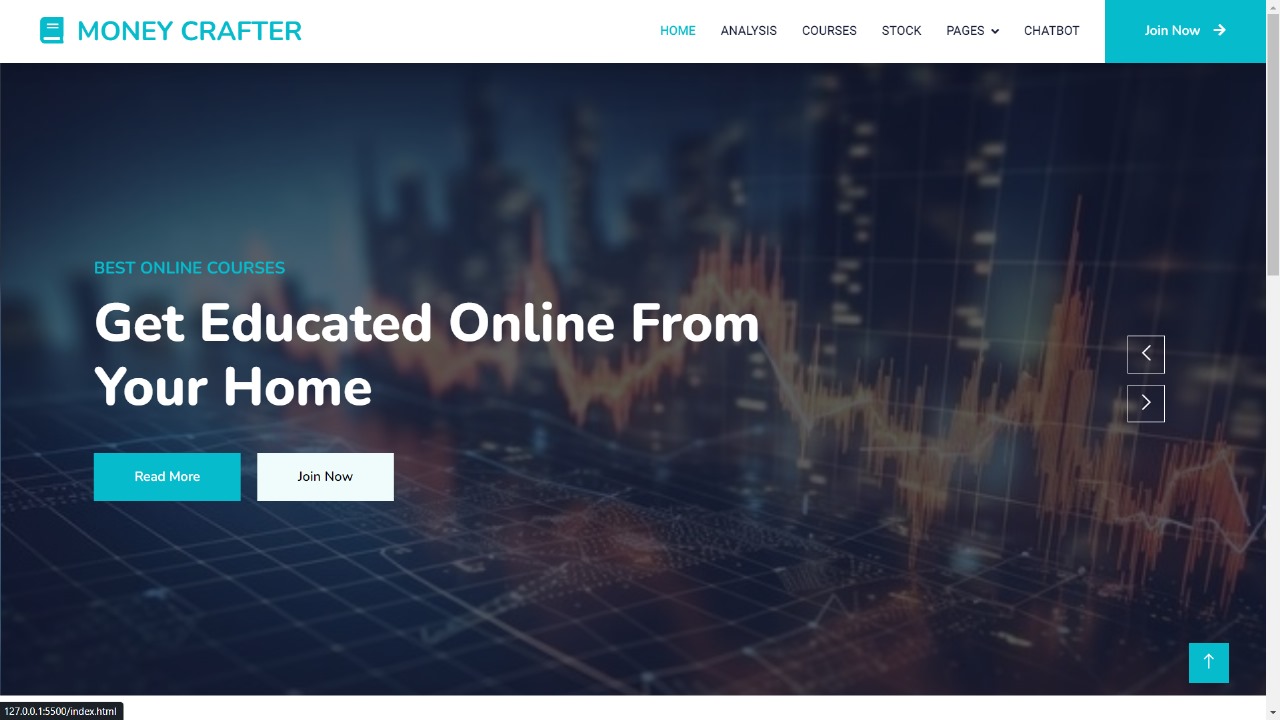 MONEY CRAFTER
HOME ANALYSIS COURSES STOCK PAGES CHATBOT Join Now
BEST ONLINE COURSES
Get Educated Online From
Your Home
Read More Join Now
127.0.0.1:5500/index.html